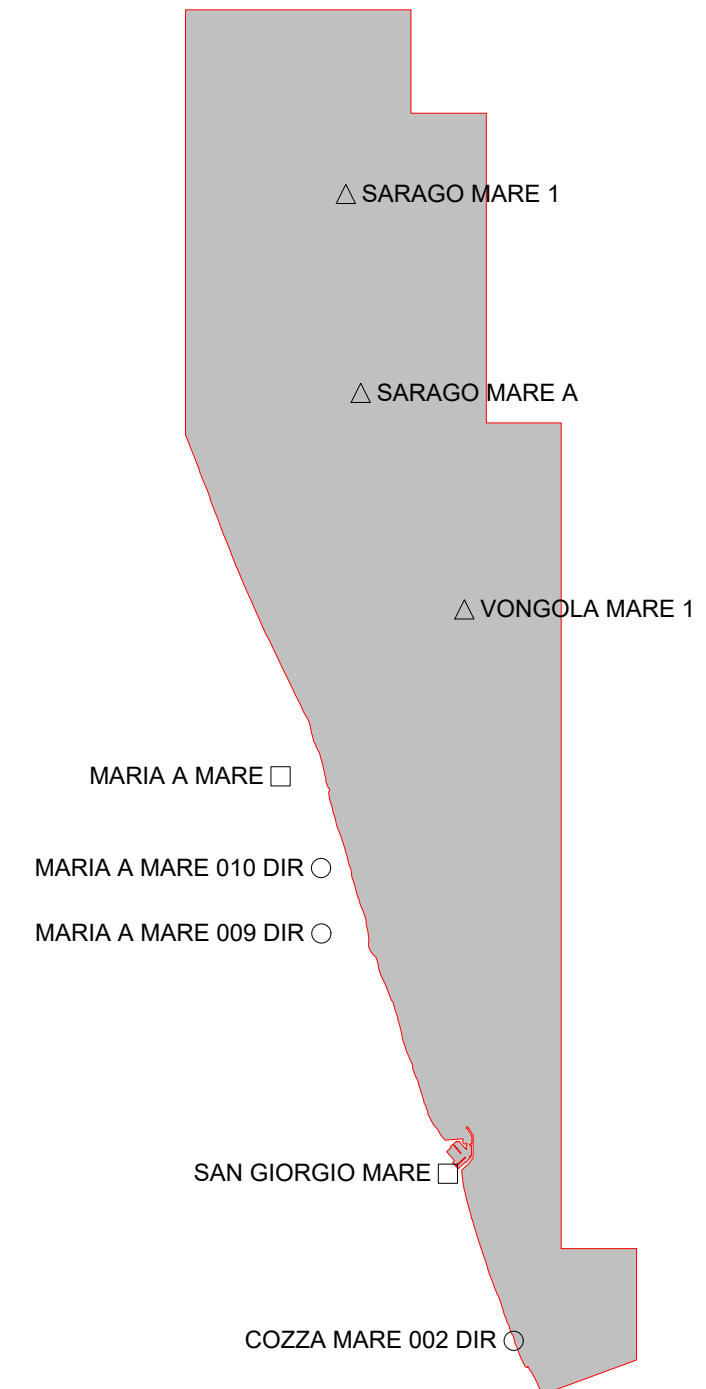 SARAGO MARE 1
SARAGO MARE A
VONGOLA MARE 1
MARIA A MARE
MARIA A MARE 010 DIR
MARIA A MARE 009 DIR
SAN GIORGIO MARE
COZZA MARE 002 DIR